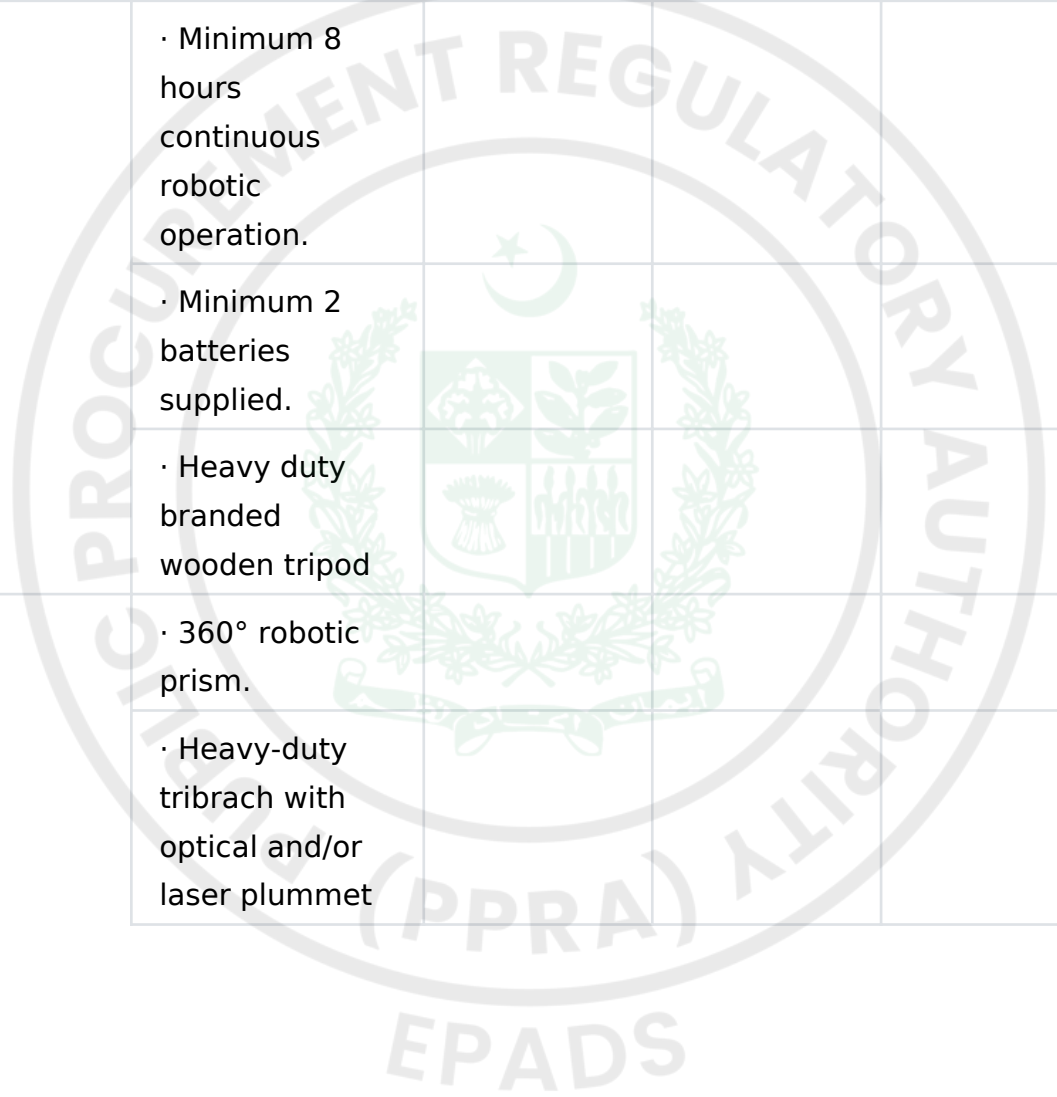 · Minimum 8
hours
continuous
robotic
operation.
· Minimum 2
batteries
supplied.
· Heavy duty
branded
wooden tripod
· 360° robotic
prism.
· Heavy-duty
tribrach with
optical and/or
laser plummet
PUBLIC PROCUREMENT REGULATORY AUTHORITY
(PPRA)
EPADS